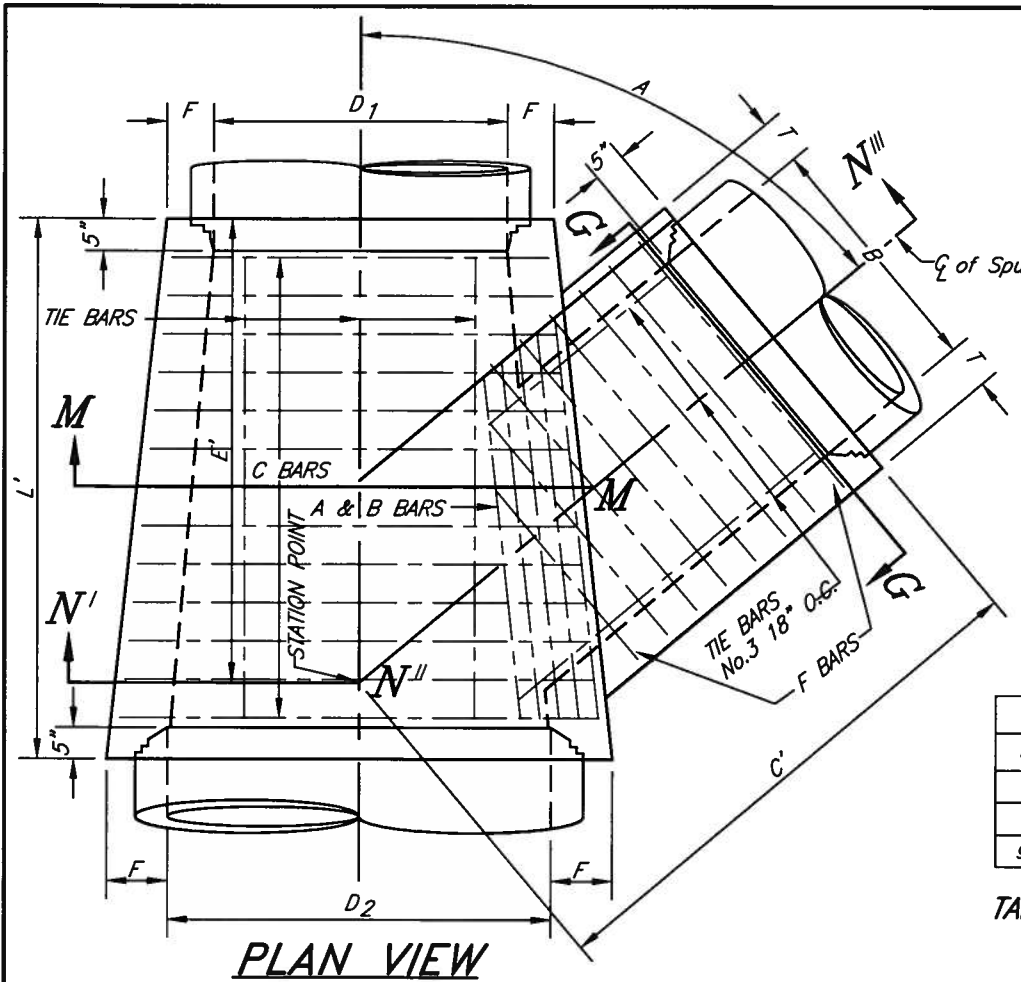 A
F
D1
F
T
5"
N'''
B
G
℄ of Spu
5"
T
TIE BARS
M
E'
L'
C BARS
M
A & B BARS
STATION POINT
N'
N''
G
TIE BARS
No.3 18" O.C.
F BARS
5"
C'
F
F
D2
TA
PLAN VIEW